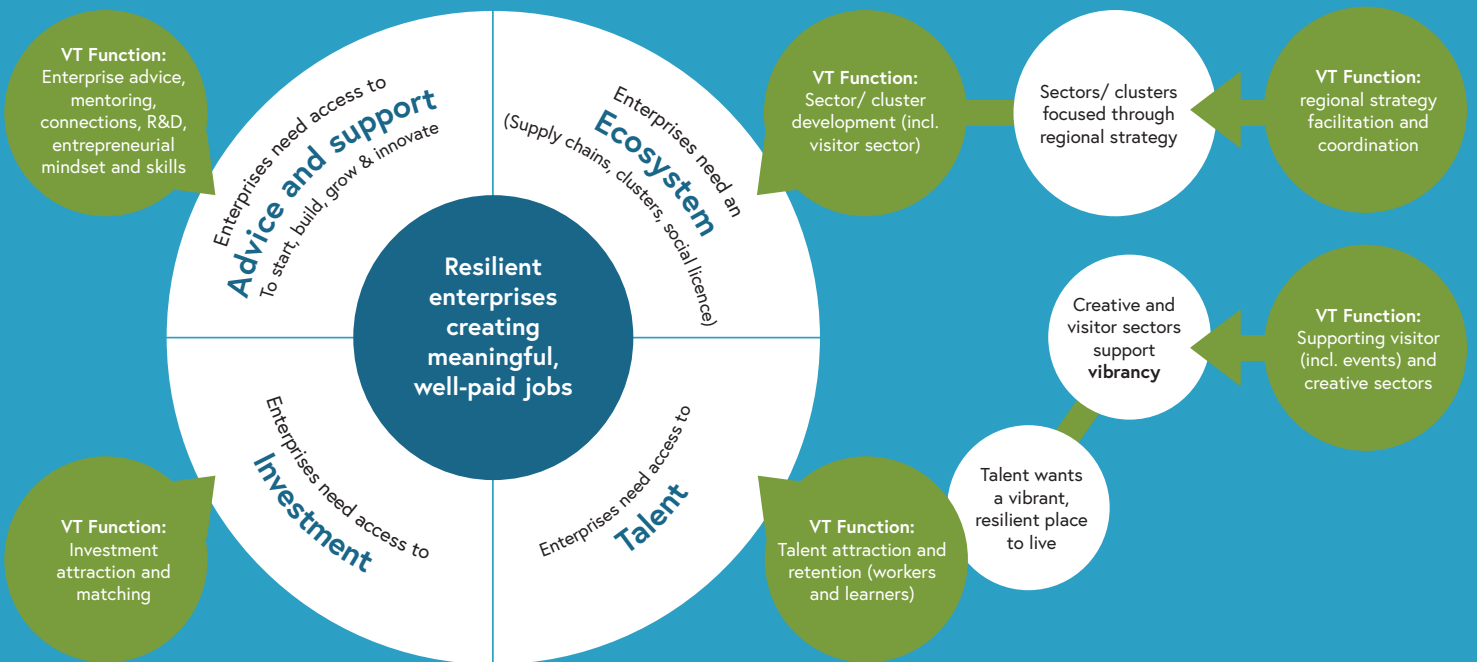 VT Function:
Enterprise advice,
mentoring,
connections, R&D,
entrepreneurial
mindset and skills
Enterprises need access to
Advice and support
To start, build, grow & innovate
Enterprises need an
Ecosystem
(Supply chains, clusters, social licence)
VT Function:
Sector/ cluster
development (incl.
visitor sector)
Sectors/ clusters
focused through
regional strategy
VT Function:
regional strategy
facilitation and
coordination
Resilient
enterprises
creating
meaningful,
well-paid jobs
Creative and
visitor sectors
support
vibrancy
VT Function:
Supporting visitor
(incl. events) and
creative sectors
VT Function:
Investment
attraction and
matching
Enterprises need access to
Investment
Enterprises need access to
Talent
VT Function:
Talent attraction and
retention (workers
and learners)
Talent wants
a vibrant,
resilient place
to live